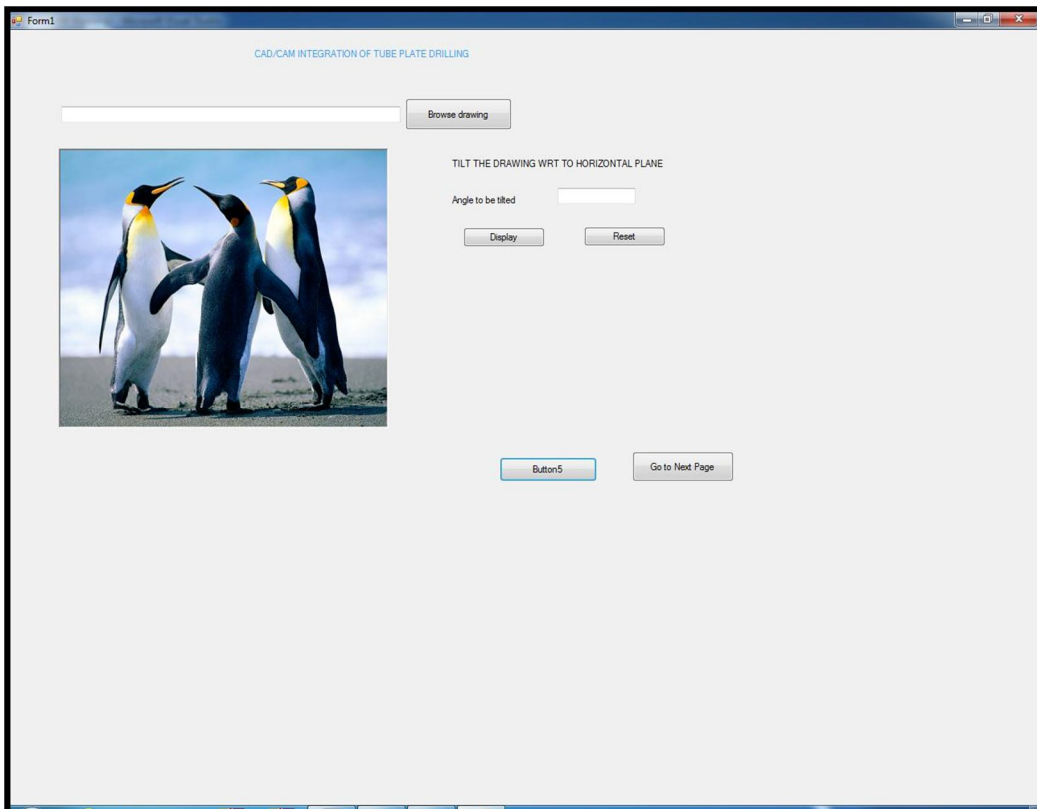 Form1
CAD/CAM INTEGRATION OF TUBE PLATE DRILLING
Browse drawing
TILT THE DRAWING WRT TO HORIZONTAL PLANE
Angle to be tilted
Display Reset
Button5 Go to Next Page